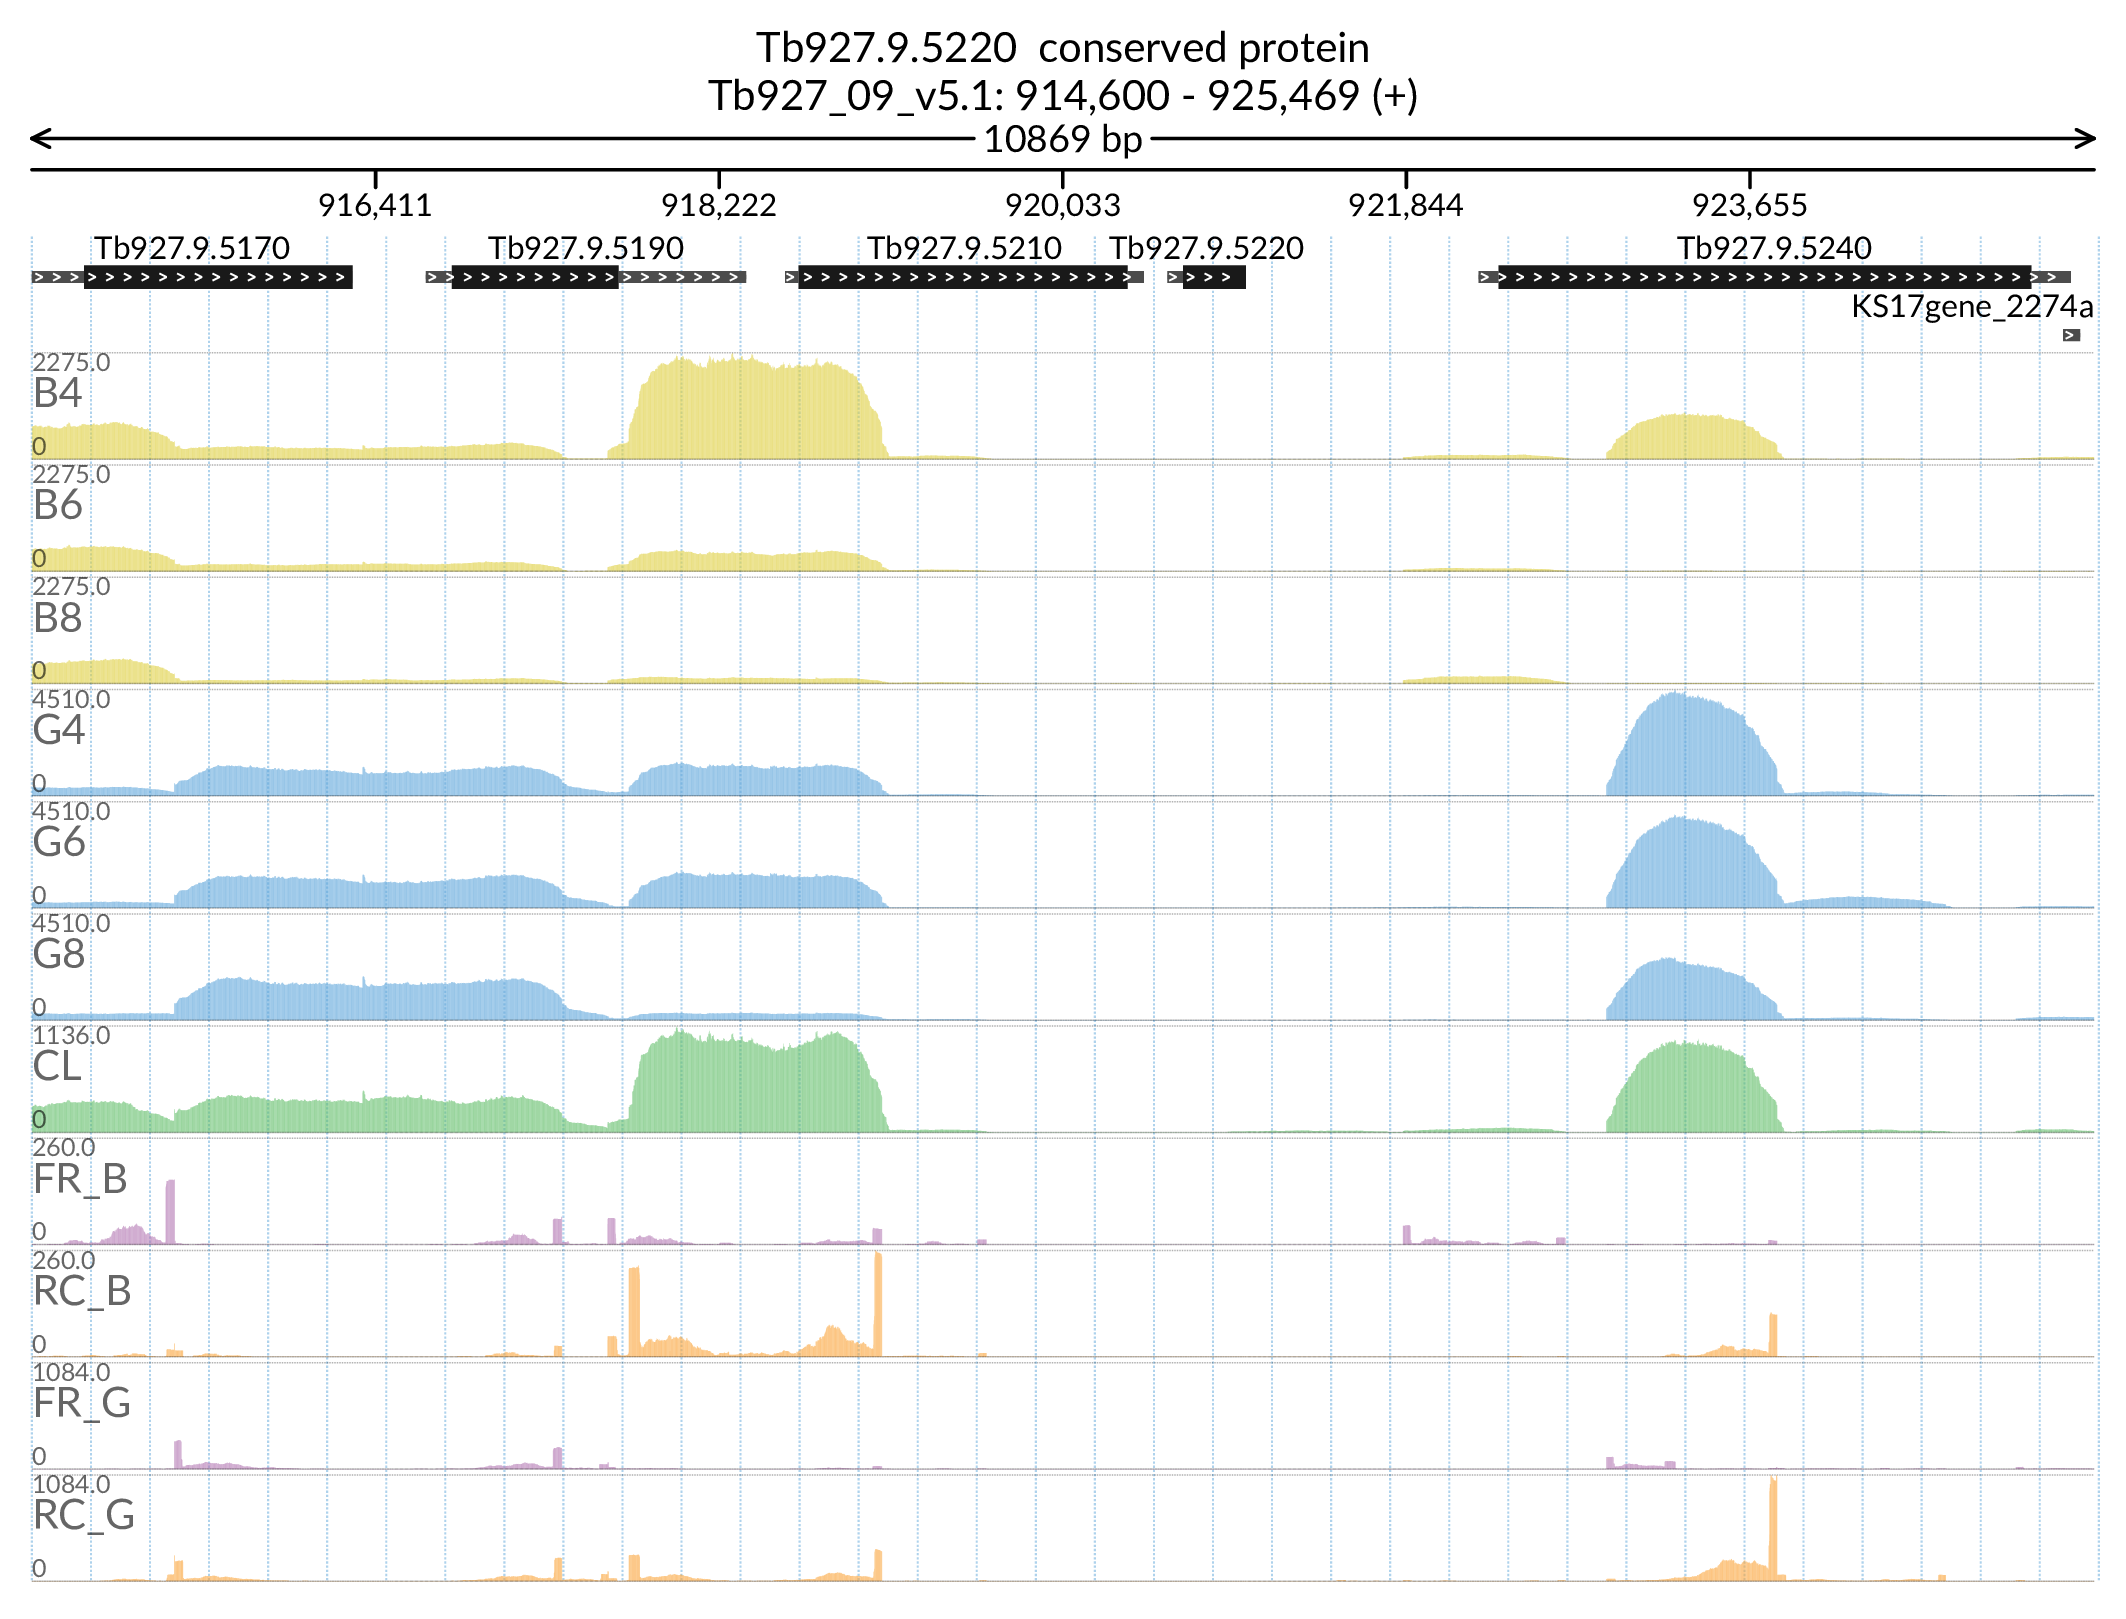 Tb927.9.5220  conserved protein
Tb927_09_v5.1: 914,600 - 925,469 (+)
10869 bp
916,411 918,222 920,033 921,844 923,655
Tb927.9.5170 Tb927.9.5190 Tb927.9.5210 Tb927.9.5220 Tb927.9.5240
KS17gene_2274a
2275.0
B4
0
2275.0
B6
0
2275.0
B8
0
4510.0
G4
0
4510.0
G6
0
4510.0
G8
0
1136.0
CL
0
260.0
FR_B
0
260.0
RC_B
0
1084.0
FR_G
0
1084.0
RC_G
0